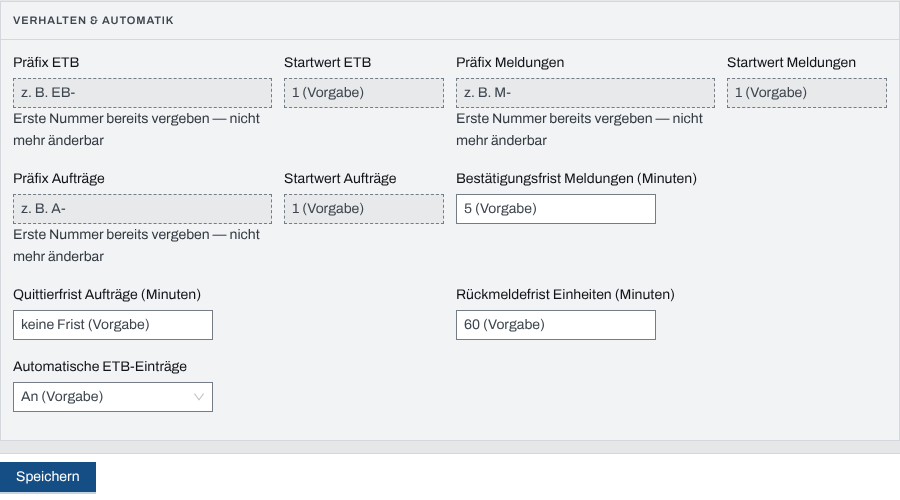 VERHALTEN & AUTOMATIK
Präfix ETB
Startwert ETB
Präfix Meldungen
Startwert Meldungen
z. B. EB-
1 (Vorgabe)
z. B. M-
1 (Vorgabe)
Erste Nummer bereits vergeben — nicht
mehr änderbar
Erste Nummer bereits vergeben — nicht
mehr änderbar
Präfix Aufträge
Startwert Aufträge
Bestätigungsfrist Meldungen (Minuten)
z. B. A-
1 (Vorgabe)
5 (Vorgabe)
Erste Nummer bereits vergeben — nicht
mehr änderbar
Quittierfrist Aufträge (Minuten)
Rückmeldefrist Einheiten (Minuten)
keine Frist (Vorgabe)
60 (Vorgabe)
Automatische ETB-Einträge
An (Vorgabe)
Speichern